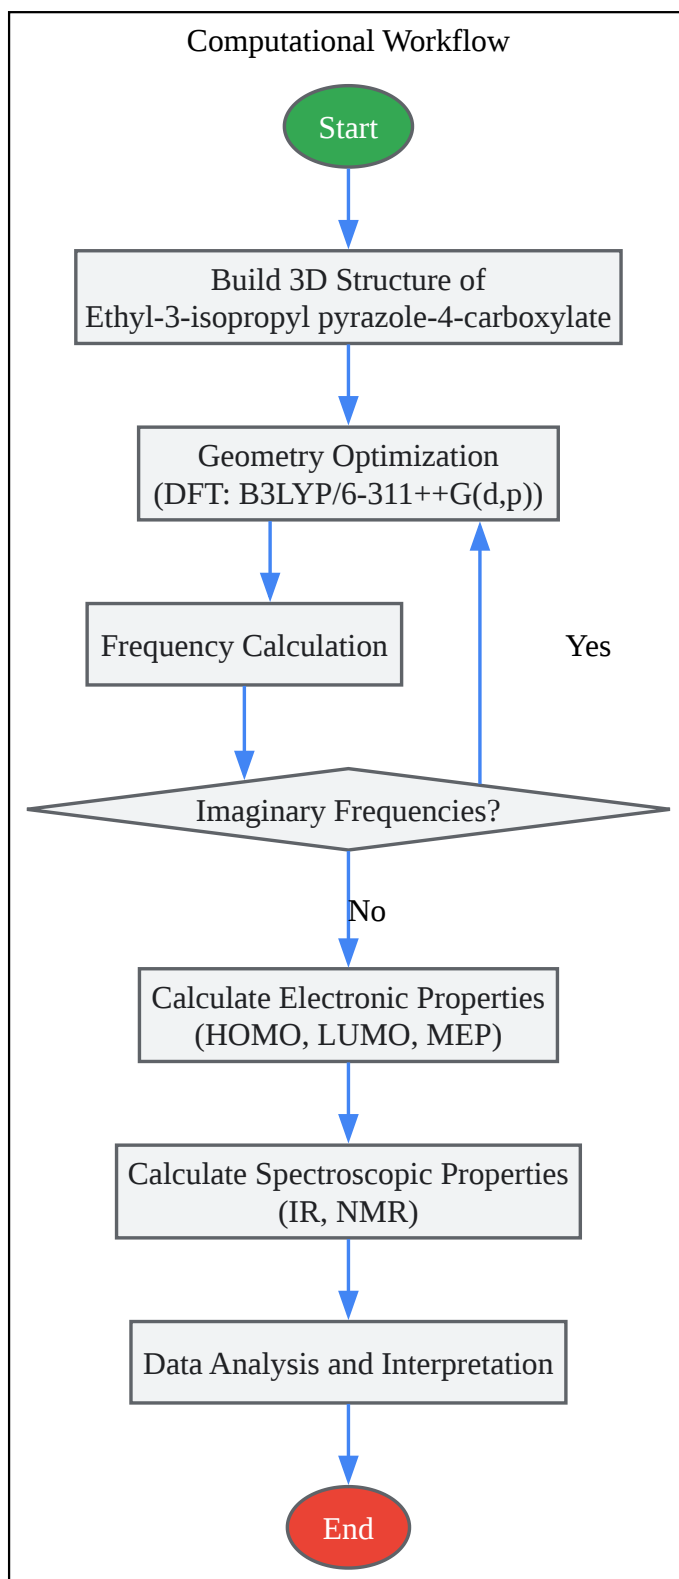 Computational Workflow
Start
Build 3D Structure of
Ethyl-3-isopropyl pyrazole-4-carboxylate
Geometry Optimization
(DFT: B3LYP/6-311++G(d,p))
Frequency Calculation
Yes
Imaginary Frequencies?
No
Calculate Electronic Properties
(HOMO, LUMO, MEP)
Calculate Spectroscopic Properties
(IR, NMR)
Data Analysis and Interpretation
End